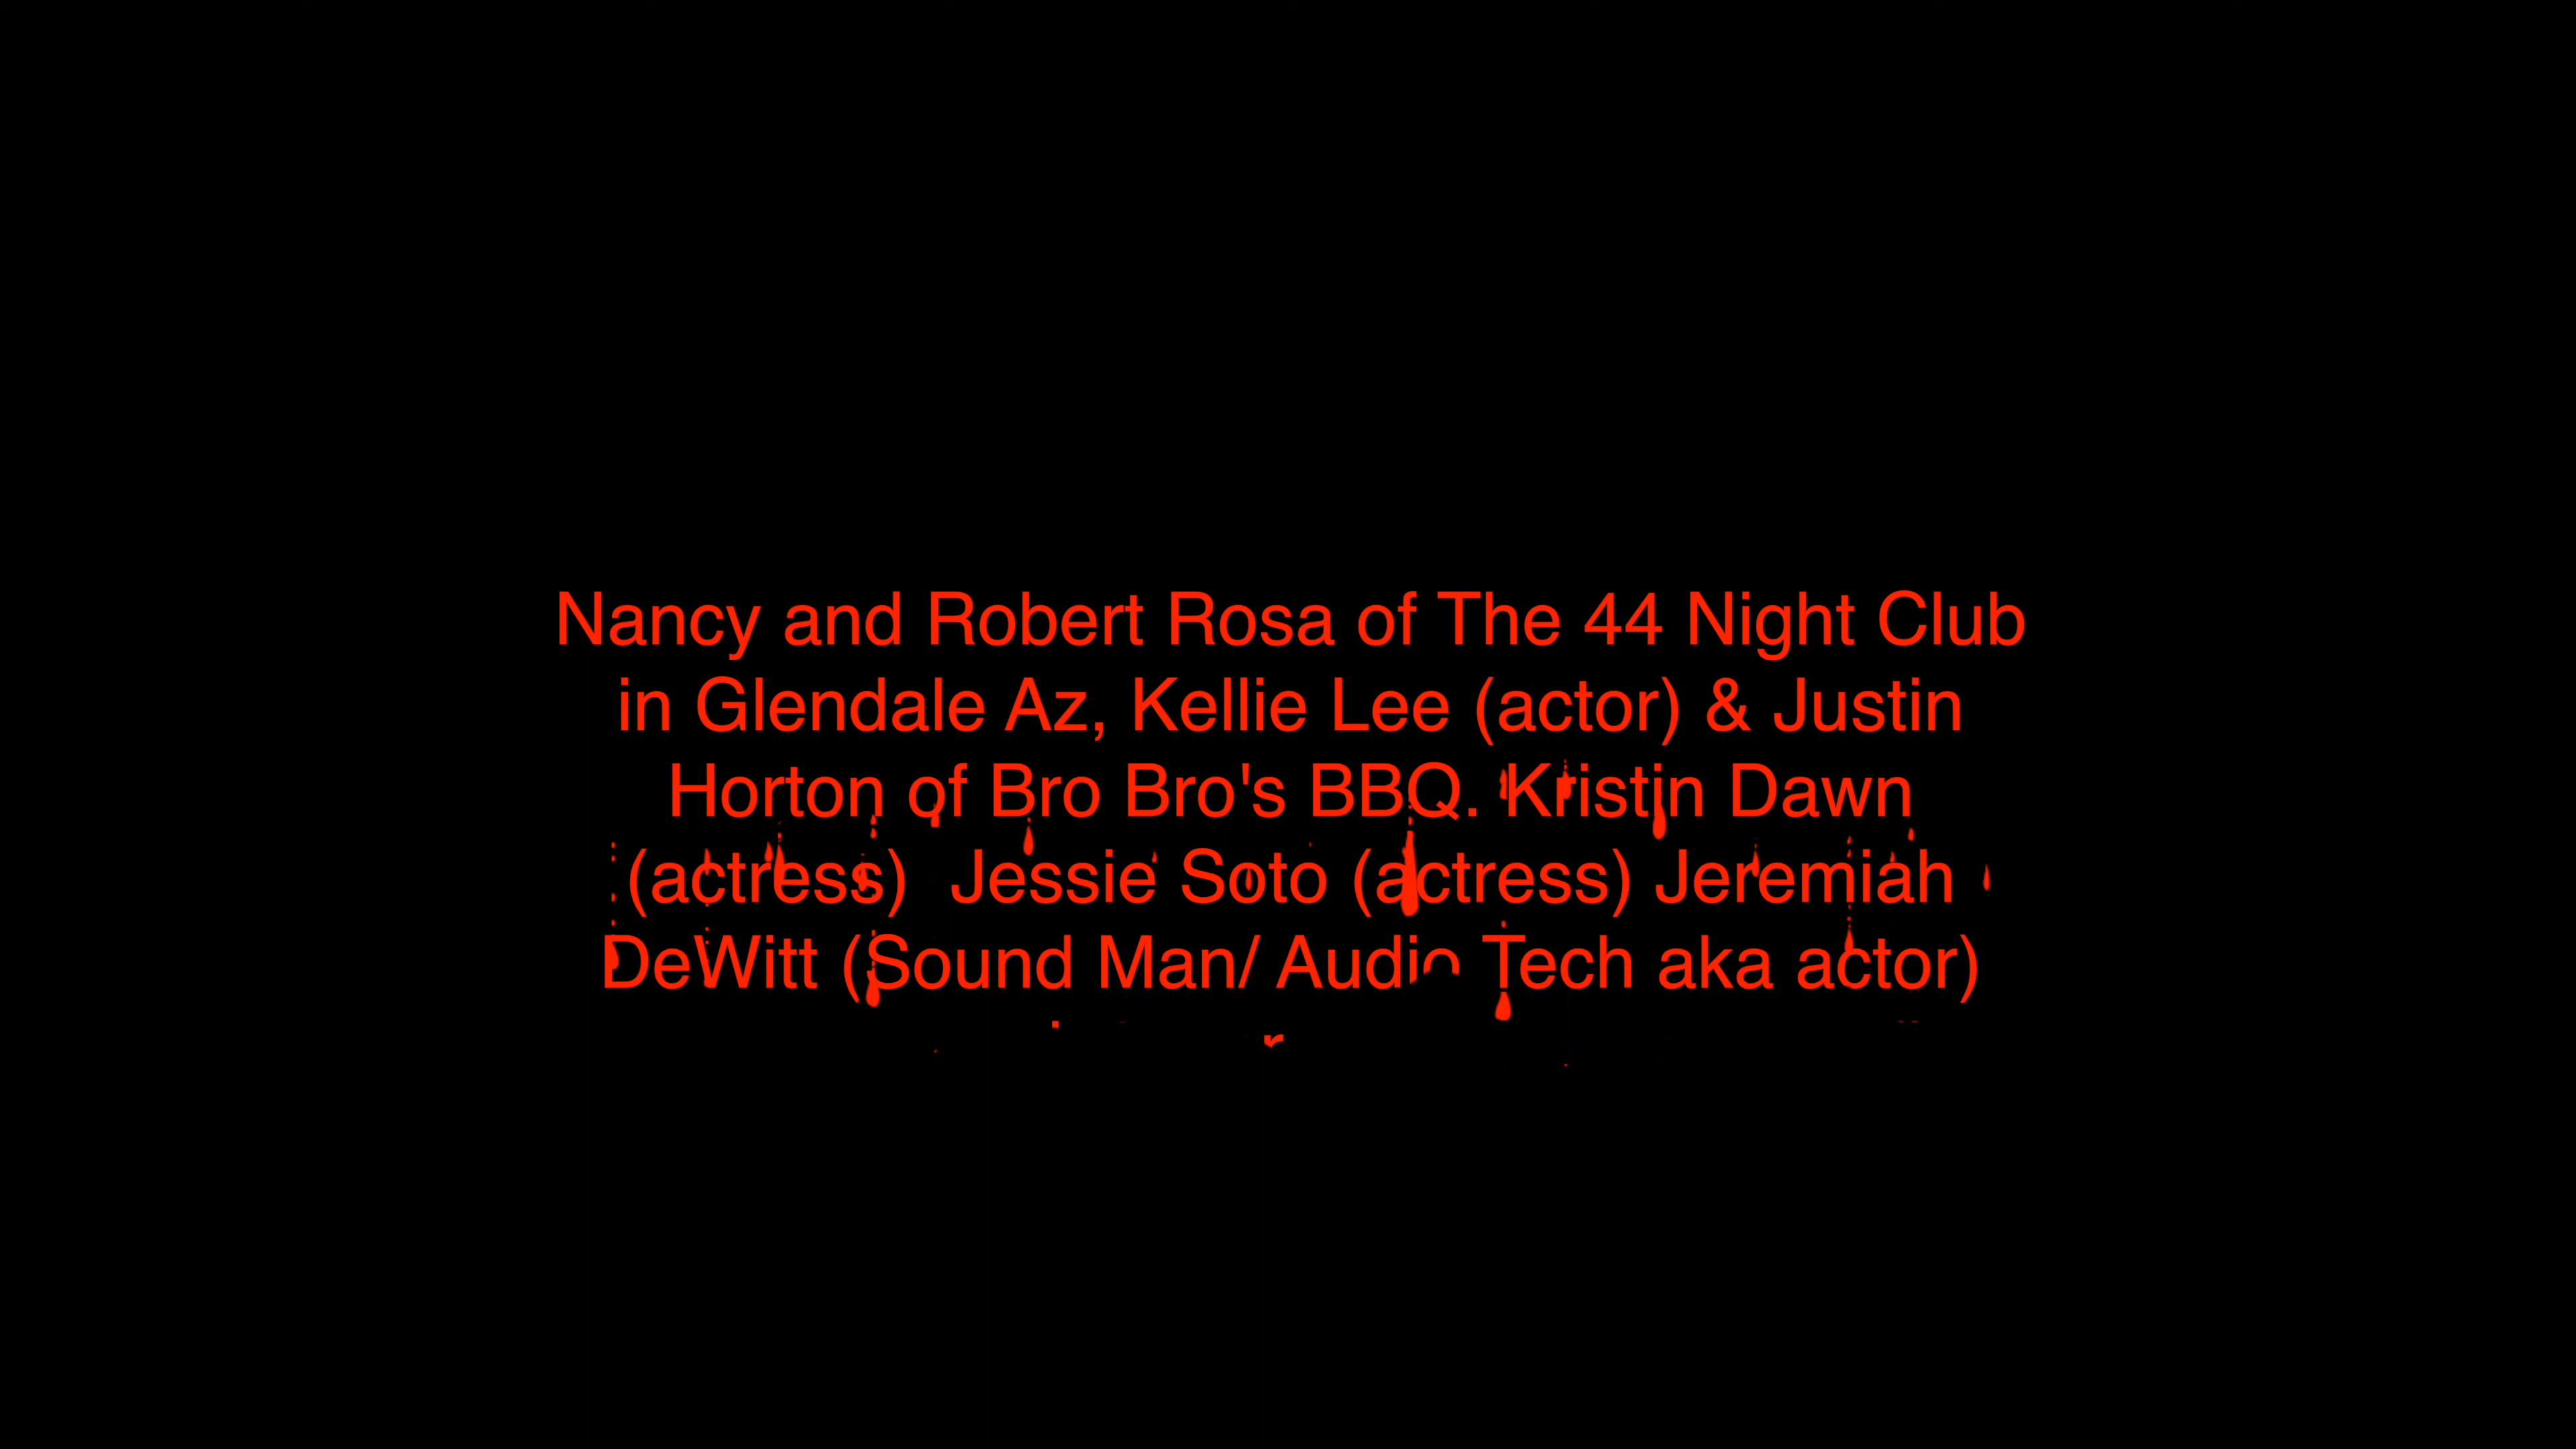 Nancy and Robert Rosa of The 44 Night Club
in Glendale Az, Kellie Lee (actor) & Justin
Horton of Bro Bro's BBQ. Kristin Dawn
(actress)  Jessie Soto (actress) Jeremiah
DeWitt (Sound Man/ Audio Tech aka actor)